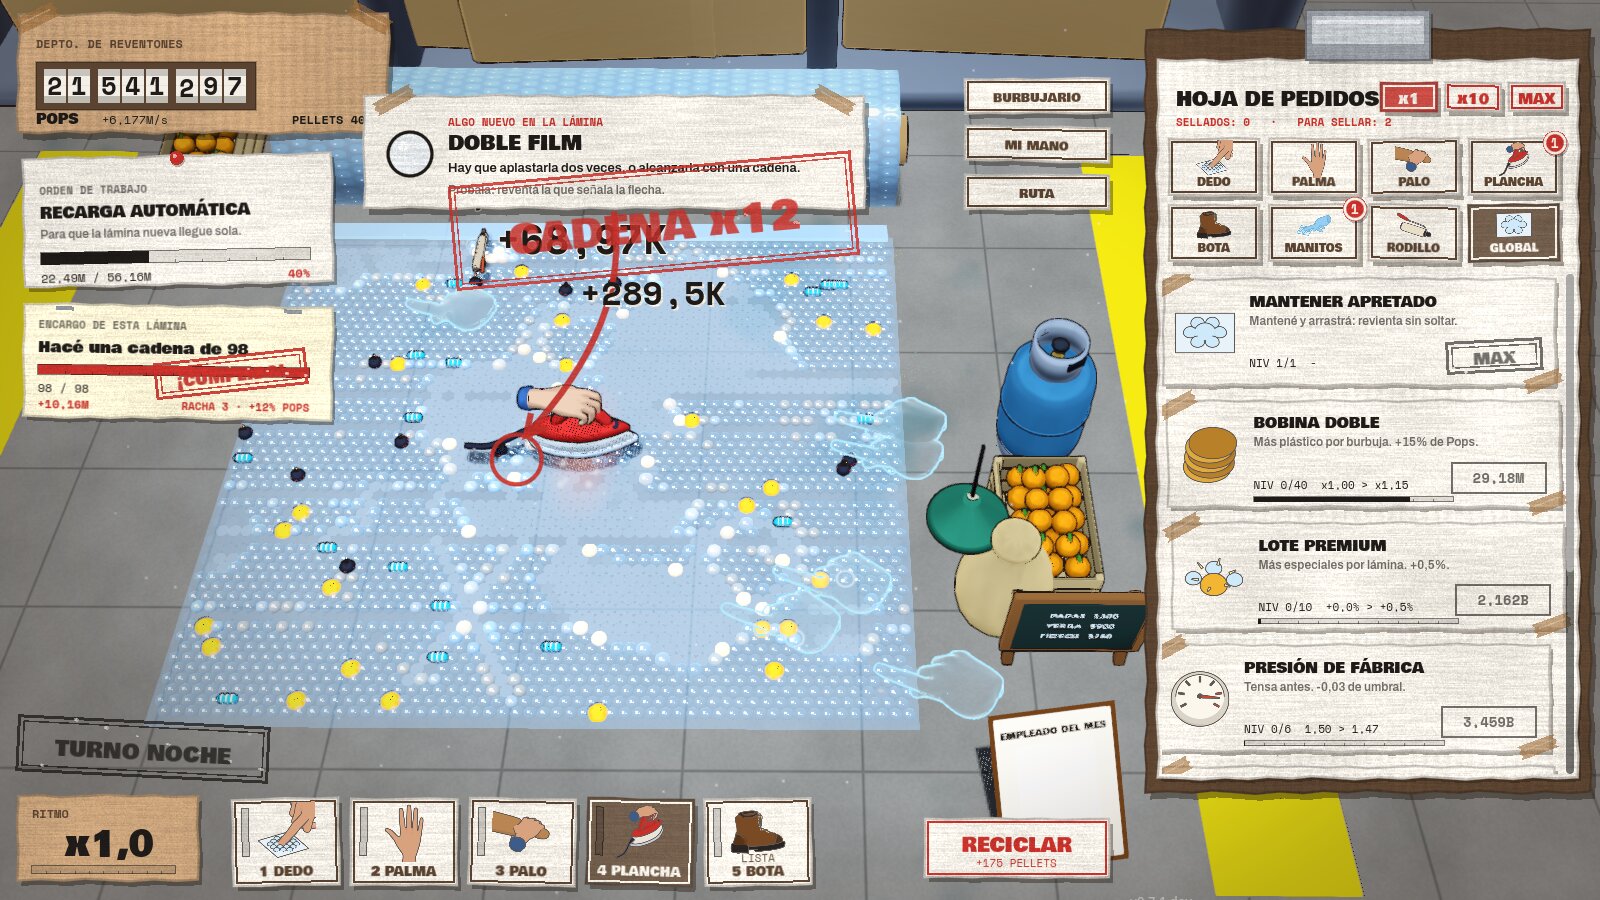 DEPTO. DE REVENTONES
21 541 297
POPS +6,177M/s PELLETS 40
ORDEN DE TRABAJO
RECARGA AUTOMÁTICA
Para que la lámina nueva llegue sola.
22,49M / 56,16M 40%
ENCARGO DE ESTA LÁMINA
Hacé una cadena de 98
98 / 98
+10,16M RACHA 3 · +12% POPS
ALGO NUEVO EN LA LÁMINA
DOBLE FILM
Hay que aplastarla dos veces, o alcanzarla con una cadena.
Probala: reventá la que señala la flecha.
CADENA x12
+68,97K
+289,5K
BURBUJARIO
MI MANO
RUTA
HOJA DE PEDIDOS x1 x10 MAX
SELLADOS: 0 · PARA SELLAR: 2
DEDO PALMA PALO PLANCHA 1
BOTA MANITOS 1 RODILLO GLOBAL
MANTENER APRETADO
Mantené y arrastrá: revienta sin soltar.
NIV 1/1 - MAX
BOBINA DOBLE
Más plástico por burbuja. +15% de Pops.
NIV 0/40 x1,00 > x1,15 29,18M
LOTE PREMIUM
Más especiales por lámina. +0,5%.
NIV 0/10 +0,0% > +0,5% 2,162B
PRESIÓN DE FÁBRICA
Tensa antes. -0,03 de umbral.
NIV 0/6 1,50 > 1,47 3,459B
EMPLEADO DEL MES
TURNO NOCHE
RITMO
x1,0
1 DEDO
2 PALMA
3 PALO
4 PLANCHA
LISTA
5 BOTA
RECICLAR
+175 PELLETS